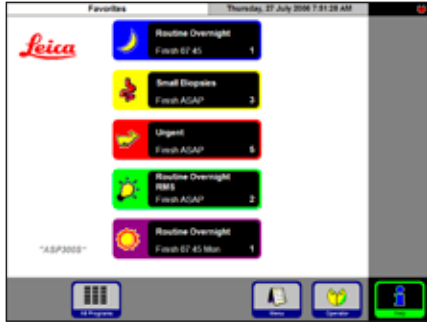 Favorites
Thursday, 27 July 2006 7:51:28 AM
Leica
Routine Overnight
Finish 07:45 1
Small Biopsies
Finish ASAP 3
Urgent
Finish ASAP 5
Routine Overnight
RMS
Finish ASAP 2
Routine Overnight
Finish 07:45 Mon 1
"ASP300S"
All Programs
Menu
Operator
Help